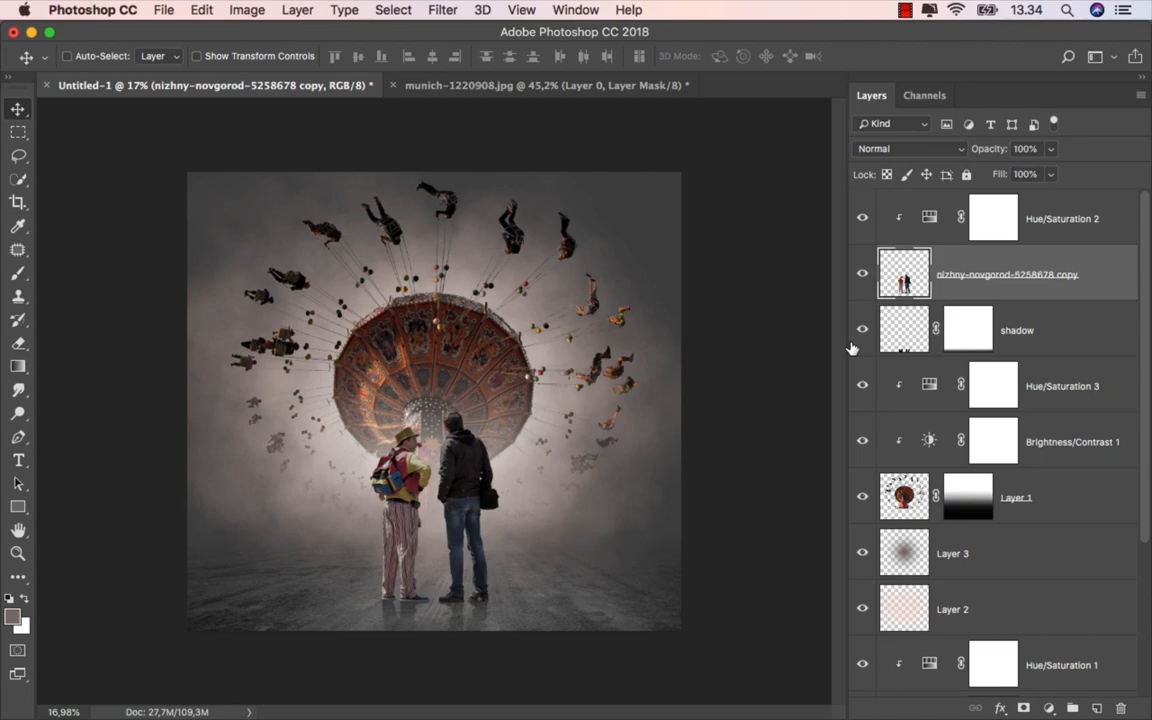 Photoshop CC File Edit Image Layer Type Select Filter 3D View Window Help 13.34
Adobe Photoshop CC 2018
Auto-Select: Layer Show Transform Controls 3D Mode:
Untitled-1 @ 17% (nizhny-novgorod-5258678 copy, RGB/8) * munich-1220908.jpg @ 45,2% (Layer 0, Layer Mask/8) *
Layers Channels
Kind
Normal Opacity: 100%
Lock: Fill: 100%
Hue/Saturation 2
nizhny-novgorod-5258678 copy
shadow
Hue/Saturation 3
Brightness/Contrast 1
Layer 1
Layer 3
Layer 2
Hue/Saturation 1
16,98% Doc: 27,7M/109,3M